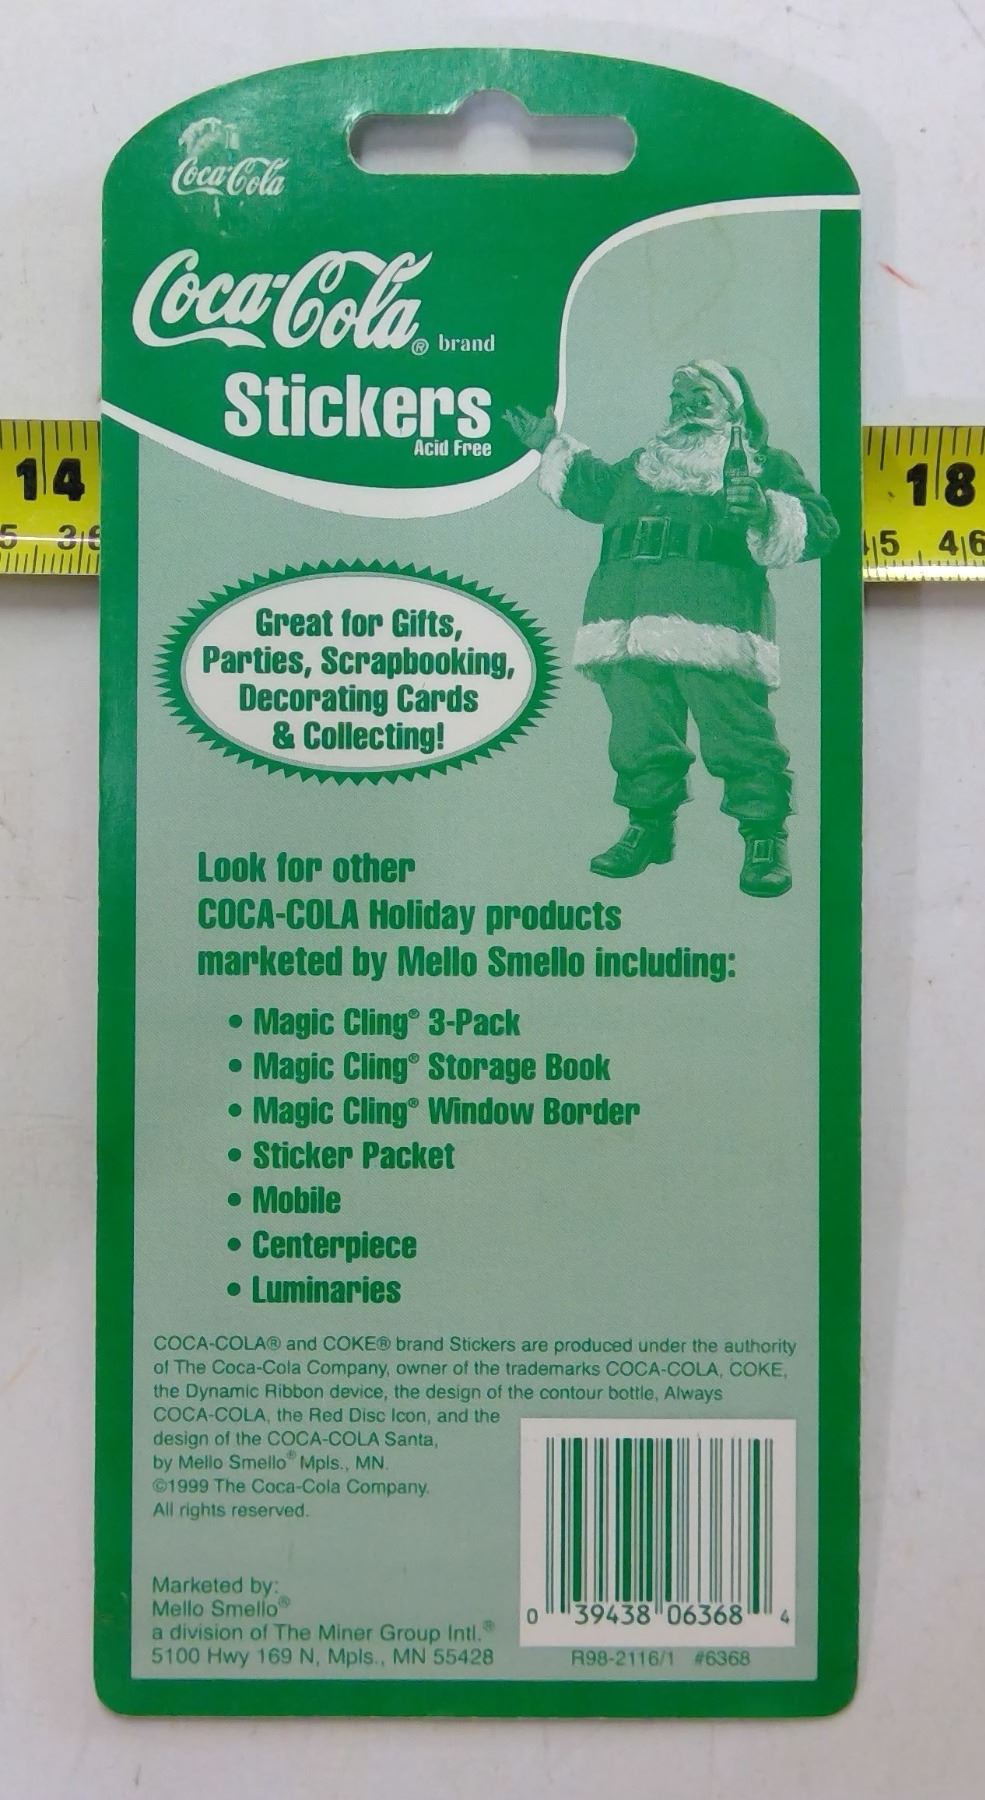 Coca-Cola
Coca-Cola® brand
Stickers
Acid Free
14
18
5 3|6
45 4|6
Great for Gifts,
Parties, Scrapbooking,
Decorating Cards
& Collecting!
Look for other
COCA-COLA Holiday products
marketed by Mello Smello including:
• Magic Cling® 3-Pack
• Magic Cling® Storage Book
• Magic Cling® Window Border
• Sticker Packet
• Mobile
• Centerpiece
• Luminaries
COCA-COLA® and COKE® brand Stickers are produced under the authority
of The Coca-Cola Company, owner of the trademarks COCA-COLA, COKE,
the Dynamic Ribbon device, the design of the contour bottle, Always
COCA-COLA, the Red Disc Icon, and the
design of the COCA-COLA Santa,
by Mello Smello® Mpls., MN.
©1999 The Coca-Cola Company.
All rights reserved.
Marketed by:
Mello Smello®
a division of The Miner Group Intl.®
5100 Hwy 169 N, Mpls., MN 55428
0 39438 06368 4
R98-2116/1 #6368